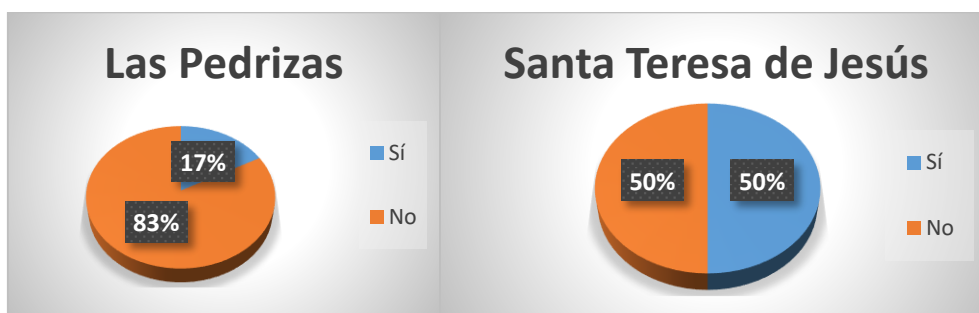 Las Pedrizas
17%
83%
Sí
No
Santa Teresa de Jesús
50%
50%
Sí
No